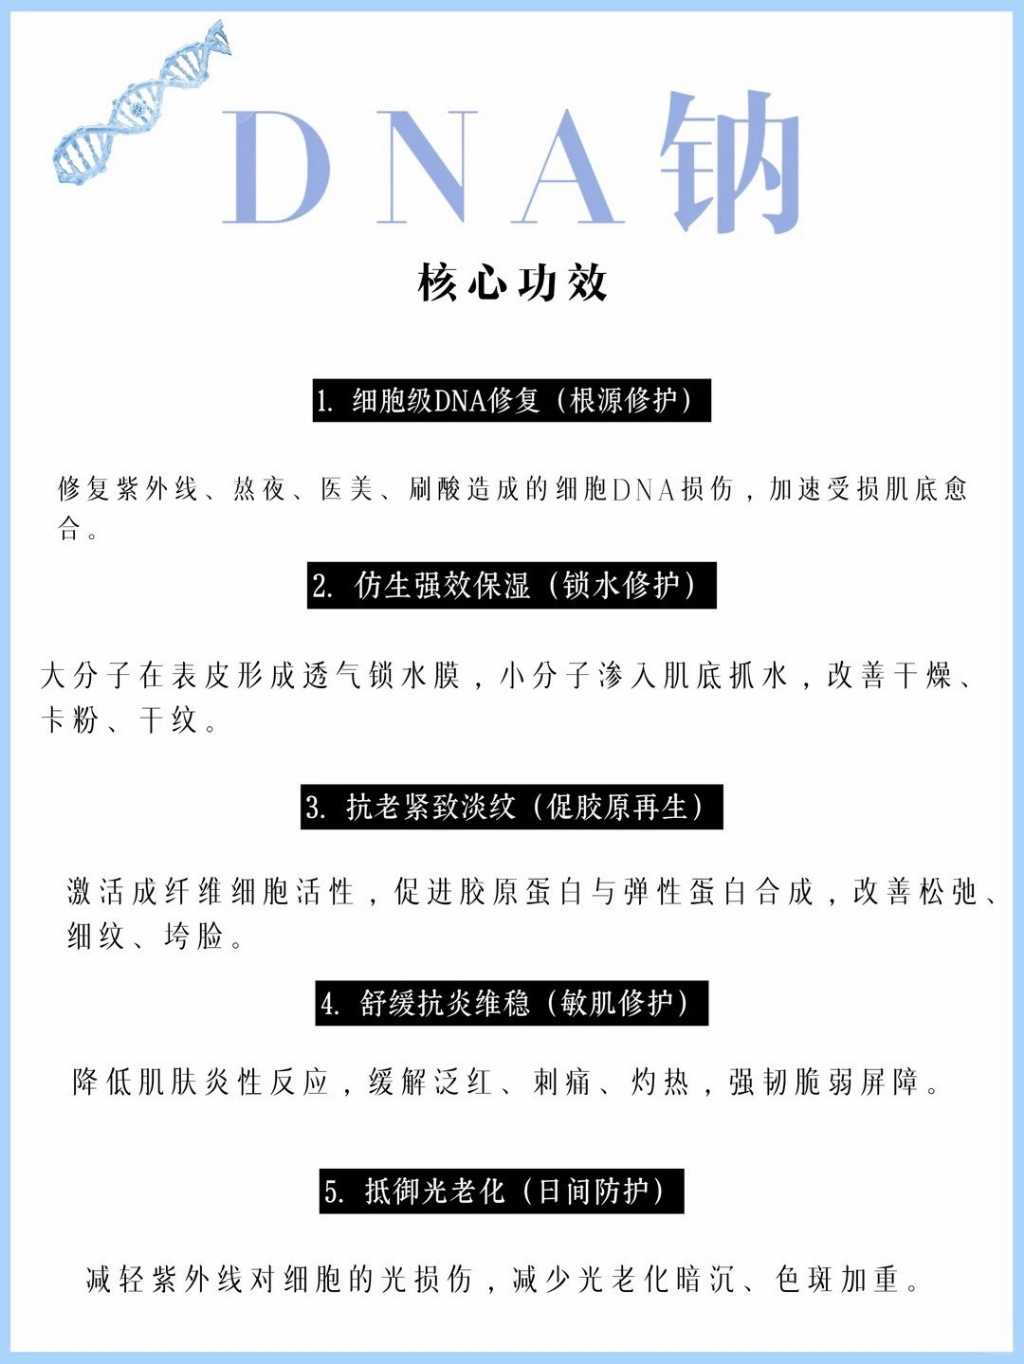 DNA钠
核心功效
1. 细胞级DNA修复（根源修护）
修复紫外线、熬夜、医美、刷酸造成的细胞DNA损伤，加速受损肌底愈
合。
2. 仿生强效保湿（锁水修护）
大分子在表皮形成透气锁水膜，小分子渗入肌底抓水，改善干燥、
卡粉、干纹。
3. 抗老紧致淡纹（促胶原再生）
激活成纤维细胞活性，促进胶原蛋白与弹性蛋白合成，改善松弛、
细纹、垮脸。
4. 舒缓抗炎维稳（敏肌修护）
降低肌肤炎性反应，缓解泛红、刺痛、灼热，强韧脆弱屏障。
5. 抵御光老化（日间防护）
减轻紫外线对细胞的光损伤，减少光老化暗沉、色斑加重。